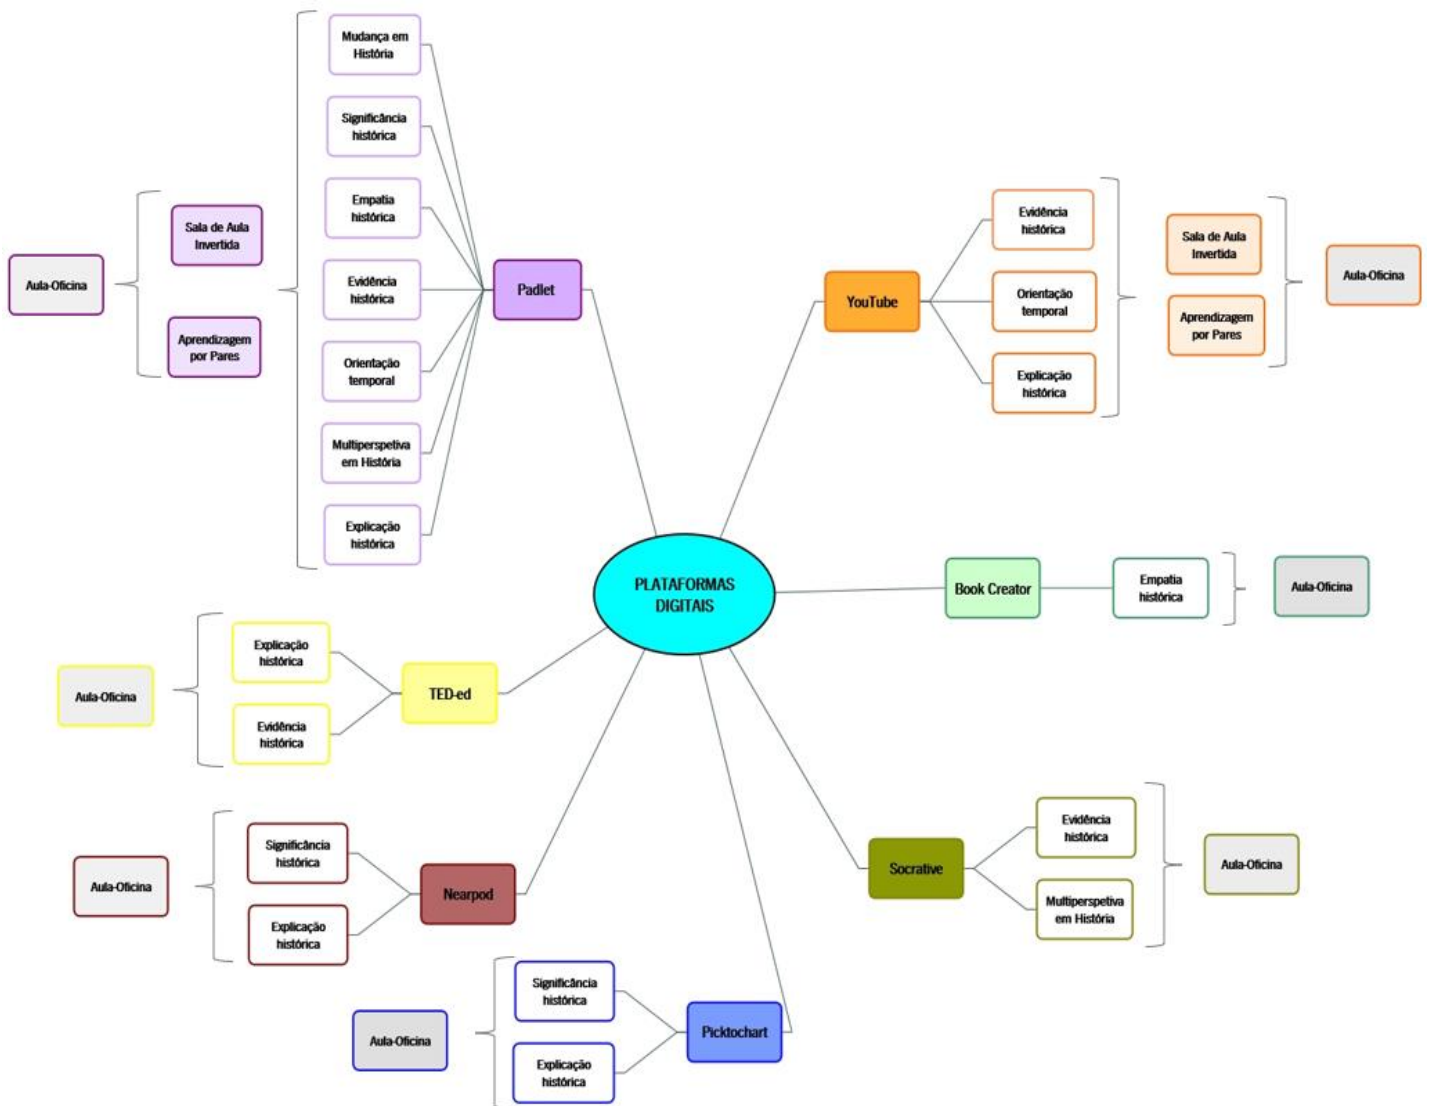 Mudança em
História
Significância
histórica
Empatia
histórica
Evidência
histórica
Orientação
temporal
Multiperspetiva
em História
Explicação
histórica
Sala de Aula
Invertida
Aprendizagem
por Pares
Aula-Oficina
Padlet
YouTube
Evidência
histórica
Orientação
temporal
Explicação
histórica
Sala de Aula
Invertida
Aprendizagem
por Pares
Aula-Oficina
PLATAFORMAS
DIGITAIS
Book Creator
Empatia
histórica
Aula-Oficina
Explicação
histórica
Evidência
histórica
Aula-Oficina
TED-ed
Significância
histórica
Explicação
histórica
Aula-Oficina
Nearpod
Socrative
Evidência
histórica
Multiperspetiva
em História
Aula-Oficina
Significância
histórica
Explicação
histórica
Aula-Oficina
Picktochart